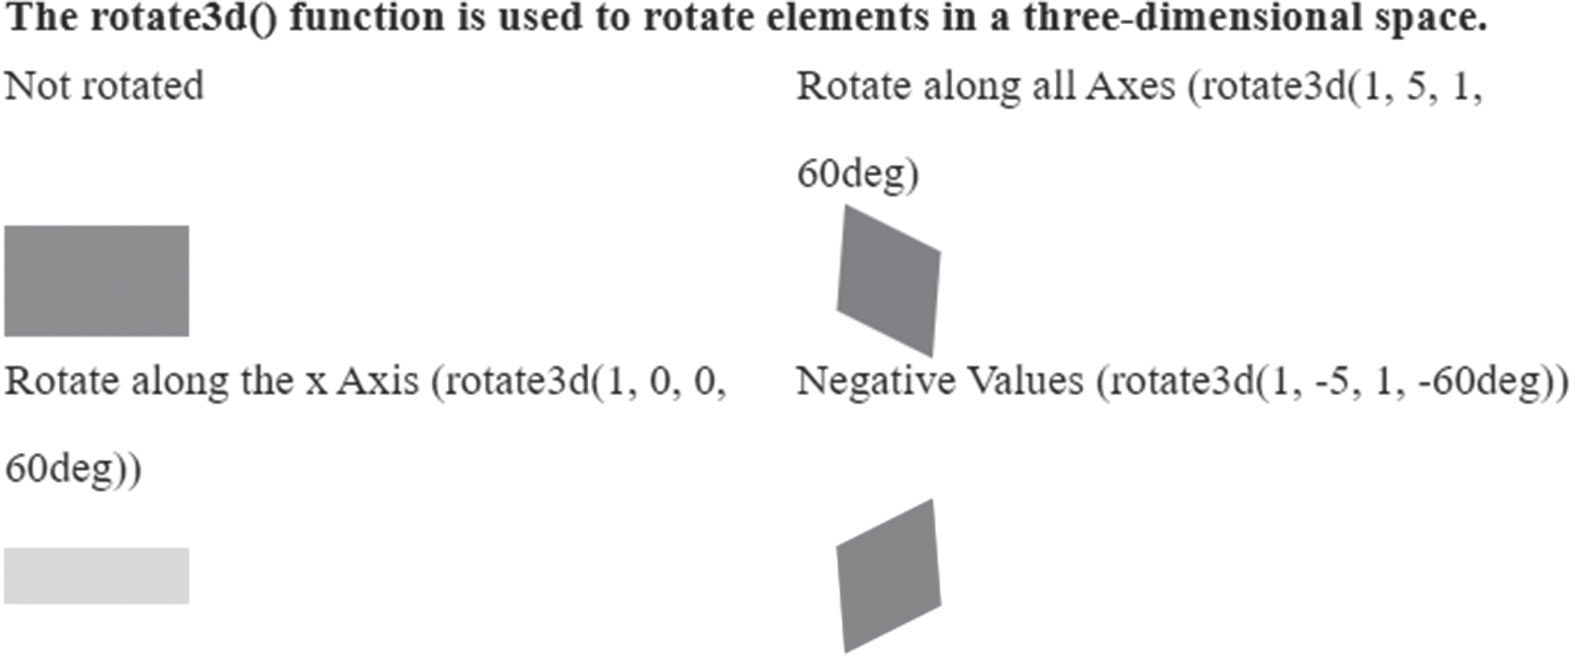 The rotate3d() function is used to rotate elements in a three-dimensional space.
Not rotated
Rotate along all Axes (rotate3d(1, 5, 1,
60deg)
Rotate along the x Axis (rotate3d(1, 0, 0,
60deg))
Negative Values (rotate3d(1, -5, 1, -60deg))